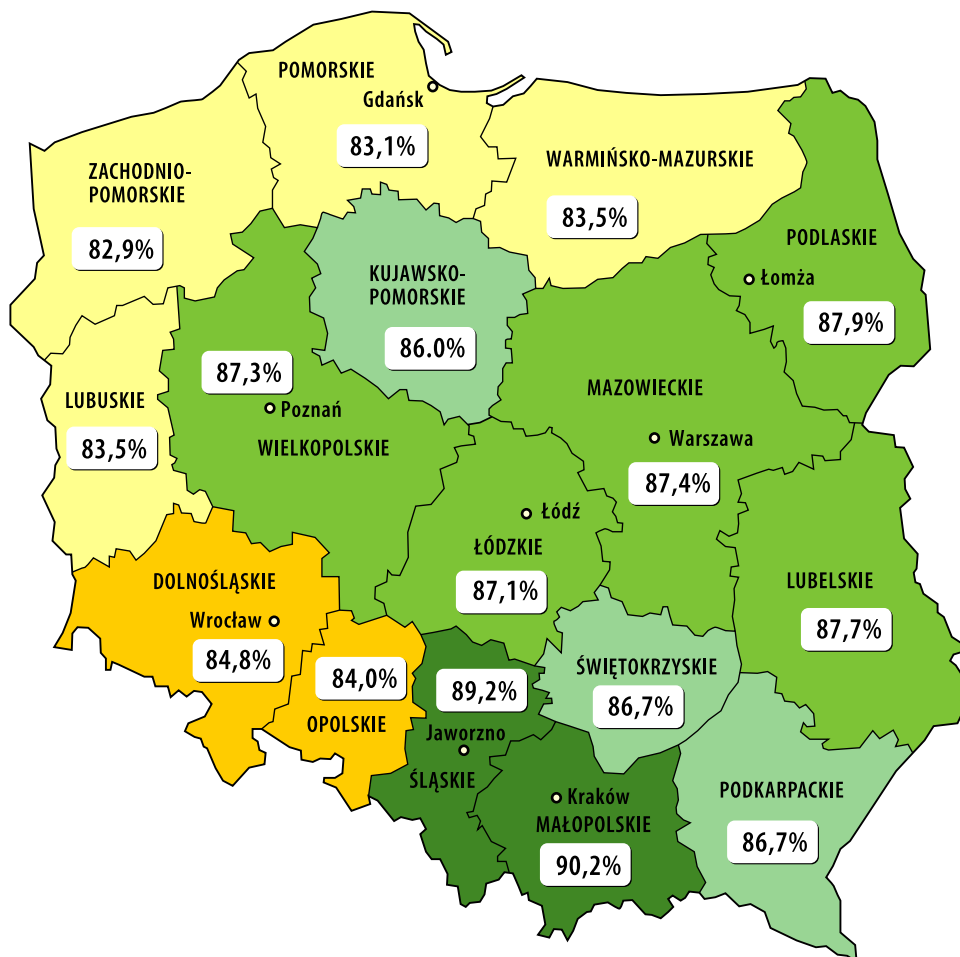 POMORSKIE
Gdańsk
83,1%
ZACHODNIO-
POMORSKIE
82,9%
WARMIŃSKO-MAZURSKIE
83,5%
PODLASKIE
Łomża
87,9%
KUJAWSKO-
POMORSKIE
86.0%
LUBUSKIE
83,5%
87,3%
Poznań
WIELKOPOLSKIE
MAZOWIECKIE
Warszawa
87,4%
Łódź
ŁÓDZKIE
87,1%
DOLNOŚLĄSKIE
Wrocław
84,8%
84,0%
OPOLSKIE
LUBELSKIE
87,7%
89,2%
Jaworzno
ŚLĄSKIE
ŚWIĘTOKRZYSKIE
86,7%
Kraków
MAŁOPOLSKIE
90,2%
PODKARPACKIE
86,7%